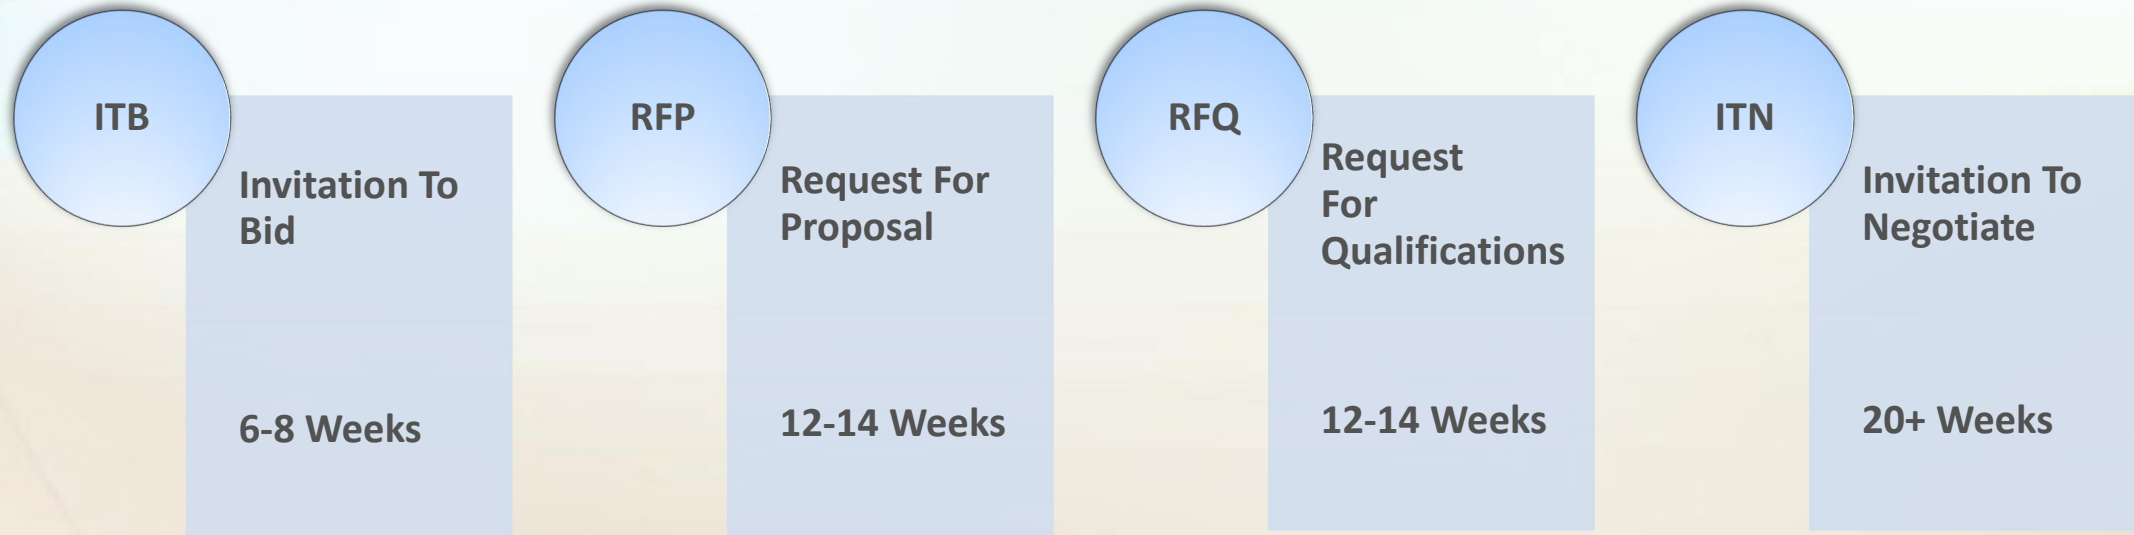 ITB
Invitation To
Bid
6-8 Weeks
RFP
Request For
Proposal
12-14 Weeks
RFQ
Request
For
Qualifications
12-14 Weeks
ITN
Invitation To
Negotiate
20+ Weeks